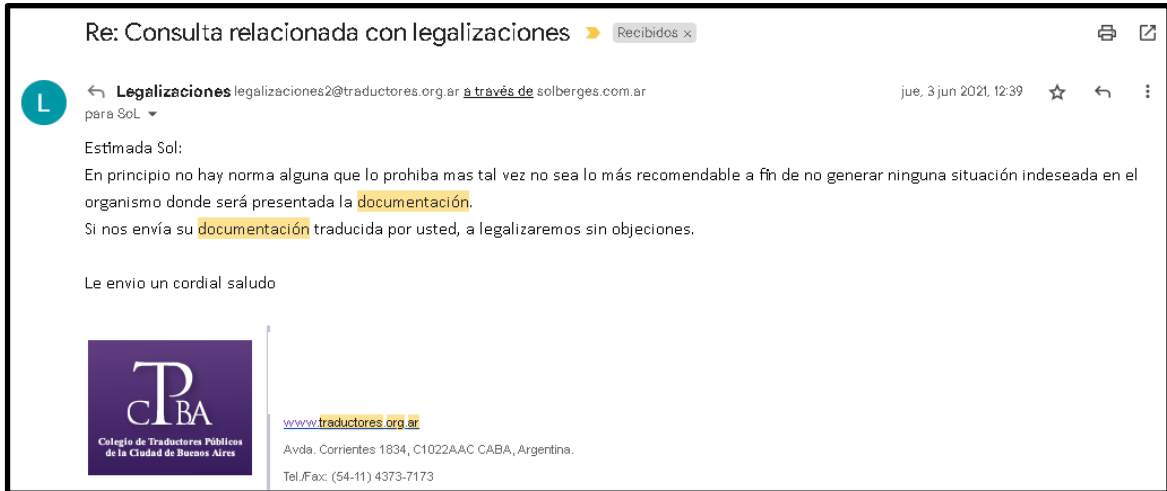 Re: Consulta relacionada con legalizaciones Recibidos x
L
Legalizaciones legalizaciones2@traductores.org.ar a través de solberges.com.ar jue, 3 jun 2021, 12:39
para SoL
Estimada Sol:
En principio no hay norma alguna que lo prohiba mas tal vez no sea lo más recomendable a fin de no generar ninguna situación indeseada en el
organismo donde será presentada la documentación.
Si nos envía su documentación traducida por usted, a legalizaremos sin objeciones.
Le envio un cordial saludo
CTPBA
Colegio de Traductores Públicos
de la Ciudad de Buenos Aires
www.traductores.org.ar
Avda. Corrientes 1834, C1022AAC CABA, Argentina.
Tel./Fax: (54-11) 4373-7173